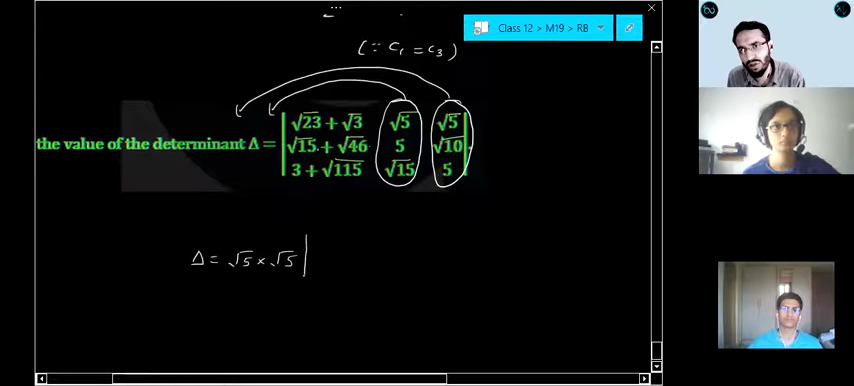 Class 12 > M19 > RB
(∵ C₁ = C₃)
the value of the determinant Δ =
√23 + √3 √5 √5
√15 + √46 5 √10
3 + √115 √15 5
Δ = √5 × √5 |